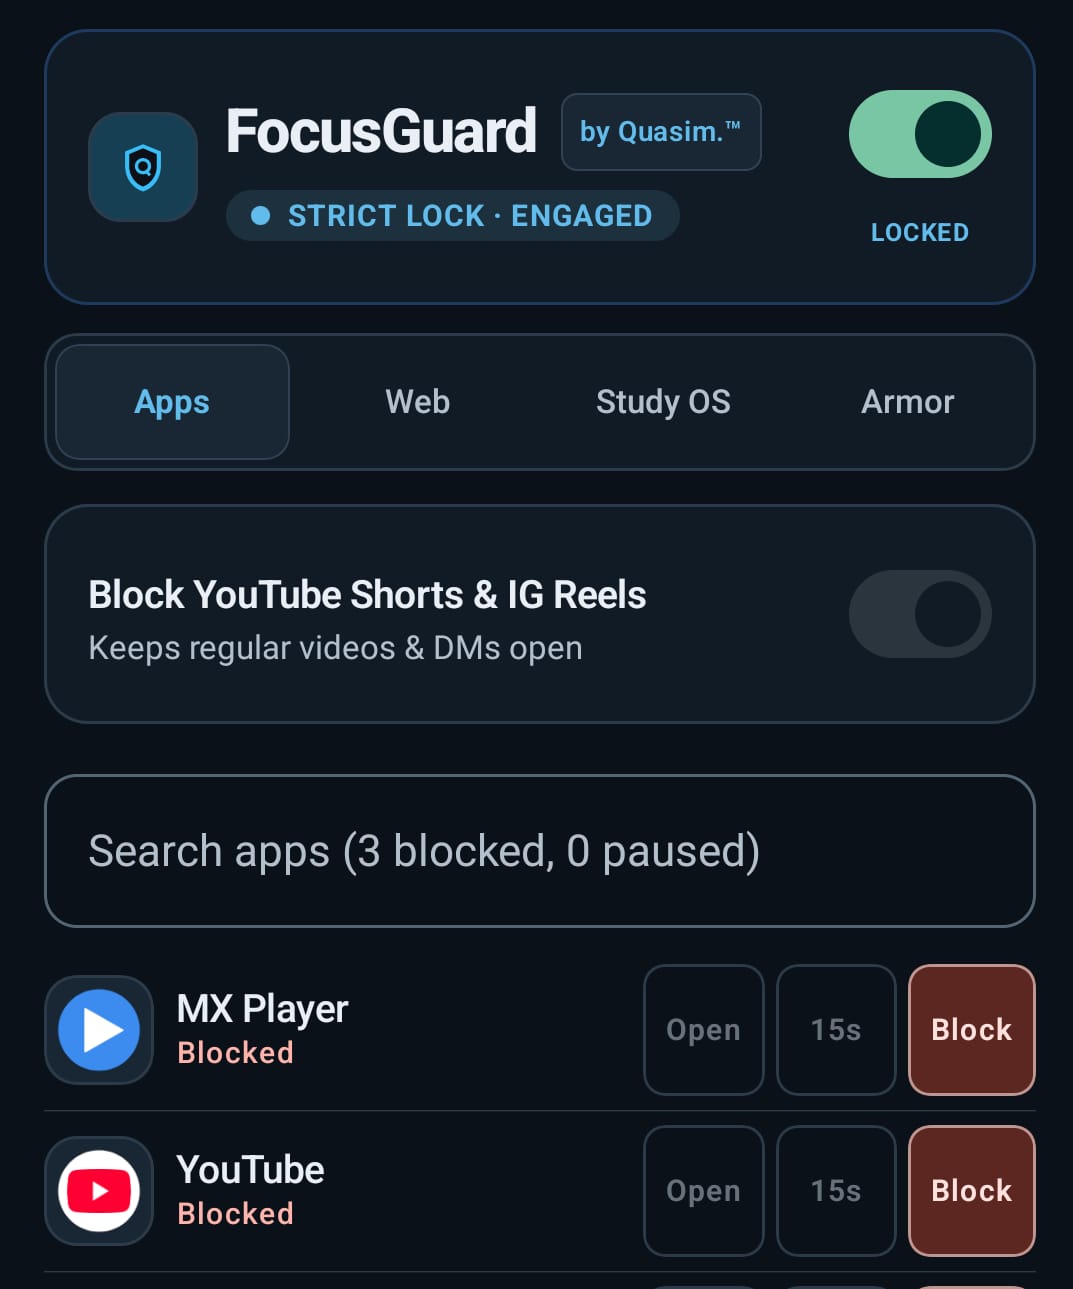 FocusGuard
by Quasim.™
STRICT LOCK · ENGAGED
LOCKED
Apps
Web
Study OS
Armor
Block YouTube Shorts & IG Reels
Keeps regular videos & DMs open
Search apps (3 blocked, 0 paused)
MX Player
Blocked
Open
15s
Block
YouTube
Blocked
Open
15s
Block